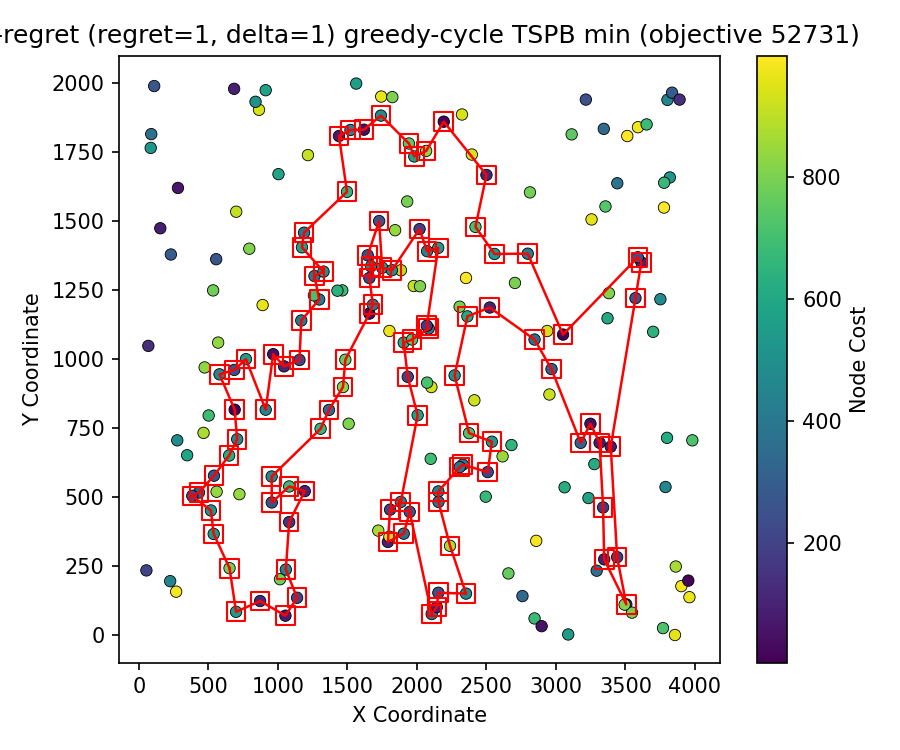 -regret (regret=1, delta=1) greedy-cycle TSPB min (objective 52731)
2000
1750
1500
1250
1000
750
500
250
0
Y Coordinate
0 500 1000 1500 2000 2500 3000 3500 4000
X Coordinate
800
600
400
200
Node Cost